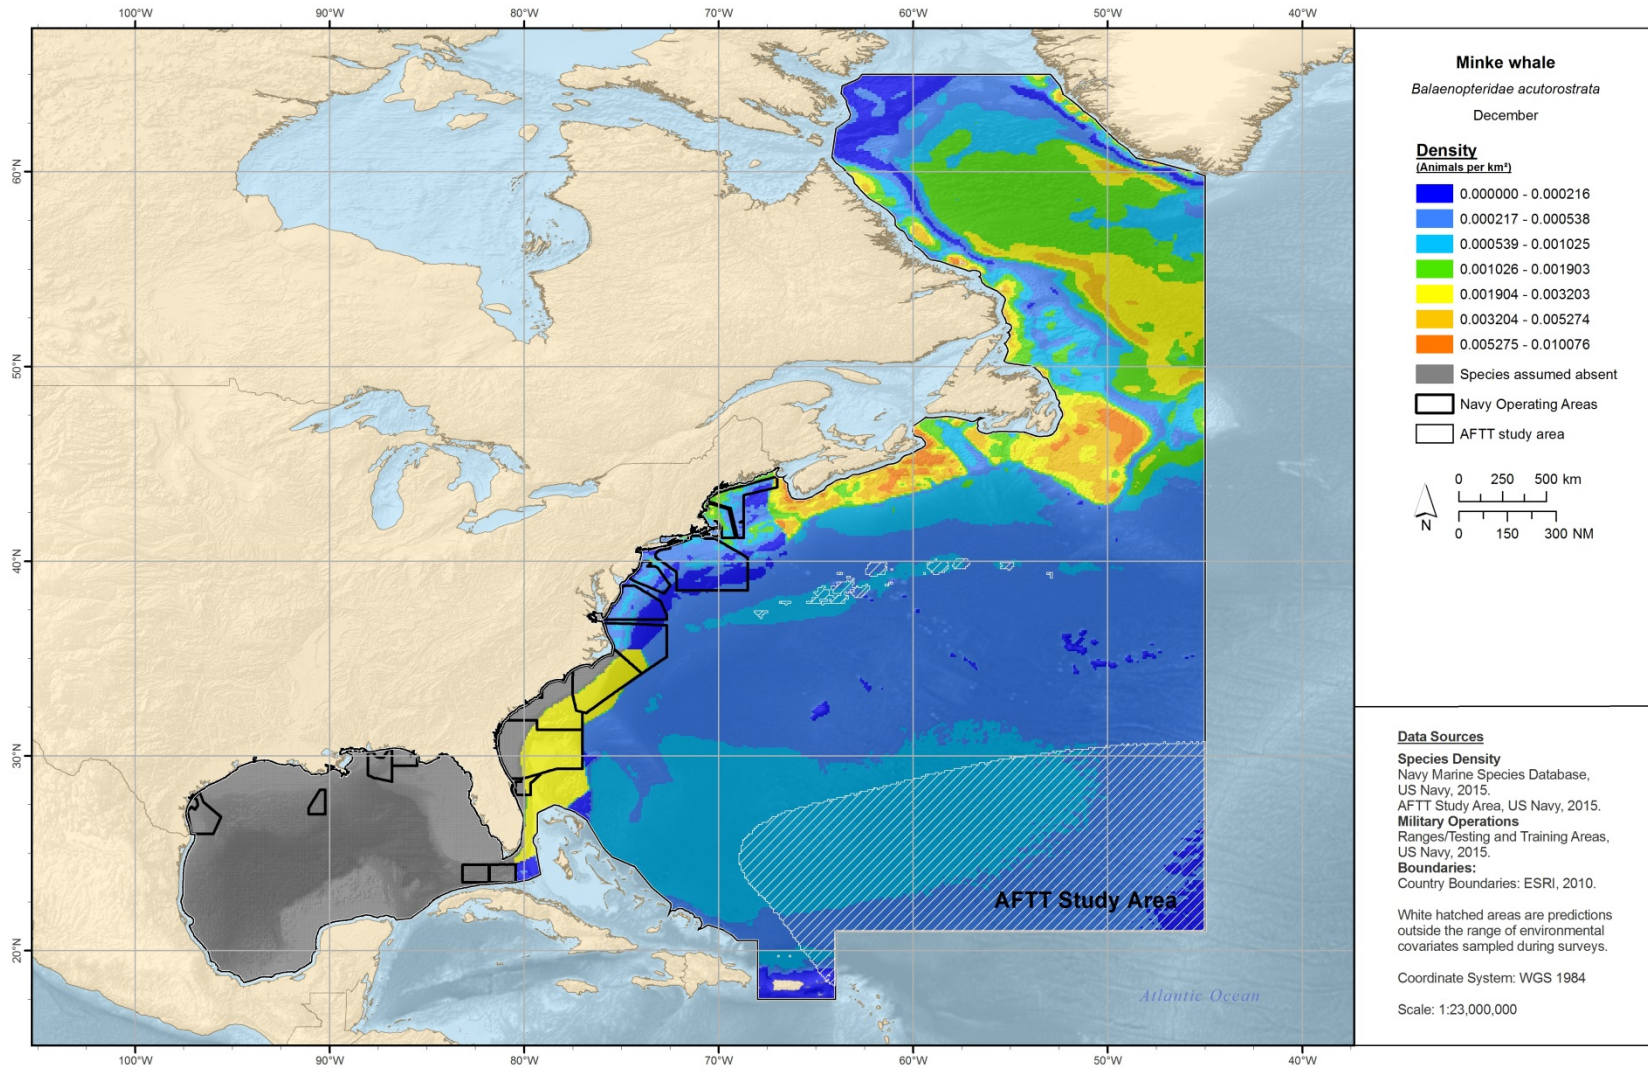 100°W 90°W 80°W 70°W 60°W 50°W 40°W
60°N
50°N
40°N
30°N
20°N
60°N
50°N
40°N
30°N
20°N
AFTT Study Area
Atlantic Ocean
100°W 90°W 80°W 70°W 60°W 50°W 40°W
Minke whale
Balaenopteridae acutorostrata
December
Density
(Animals per km²)
0.000000 - 0.000216
0.000217 - 0.000538
0.000539 - 0.001025
0.001026 - 0.001903
0.001904 - 0.003203
0.003204 - 0.005274
0.005275 - 0.010076
Species assumed absent
Navy Operating Areas
AFTT study area
0 250 500 km
0 150 300 NM
N
Data Sources
Species Density
Navy Marine Species Database,
US Navy, 2015.
AFTT Study Area, US Navy, 2015.
Military Operations
Ranges/Testing and Training Areas,
US Navy, 2015.
Boundaries:
Country Boundaries: ESRI, 2010.
White hatched areas are predictions
outside the range of environmental
covariates sampled during surveys.
Coordinate System: WGS 1984
Scale: 1:23,000,000